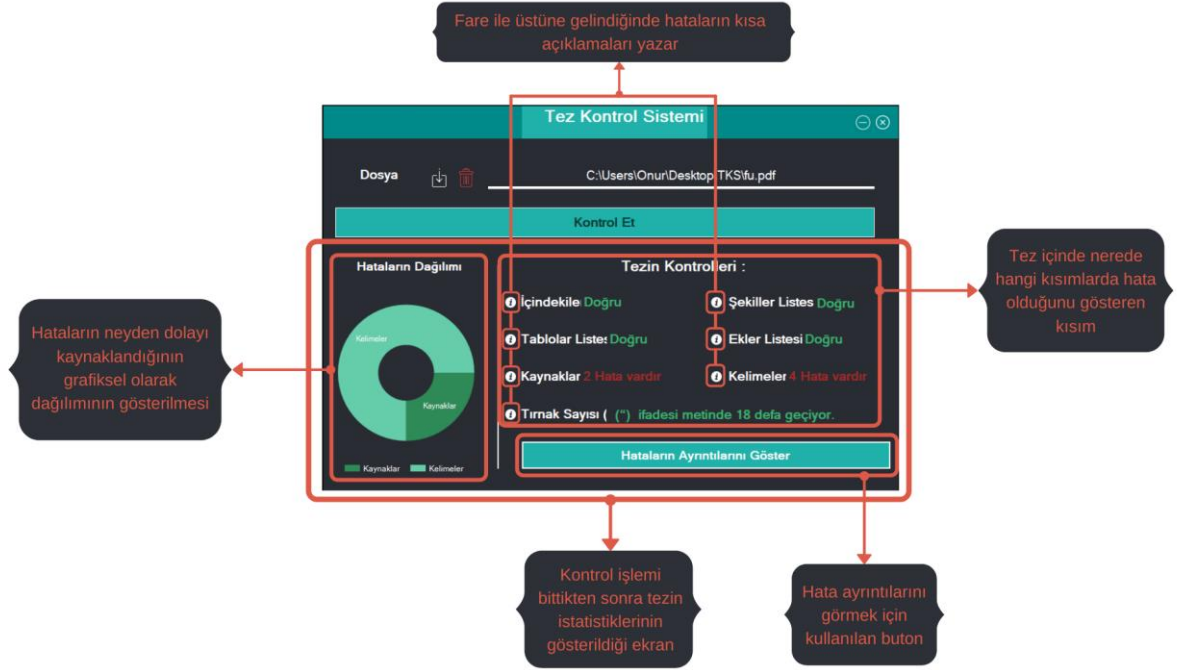 Fare ile üstüne gelindiğinde hataların kısa
açıklamaları yazar
Tez Kontrol Sistemi
Dosya
C:\Users\Onur\Desktop\TKS\fu.pdf
Kontrol Et
Hataların Dağılımı
Kelimeler
Kaynaklar
Kaynaklar
Kelimeler
Tezin Kontrolleri :
İçindekile Doğru
Şekiller Listes Doğru
Tablolar Listes Doğru
Ekler Listesi Doğru
Kaynaklar 2 Hata vardır
Kelimeler 4 Hata vardır
Tırnak Sayısı ( (") ifadesi metinde 18 defa geçiyor.
Hataların Ayrıntılarını Göster
Hataların neyden dolayı
kaynaklandığının
grafiksel olarak
dağılımının gösterilmesi
Tez içinde nerede
hangi kısımlarda hata
olduğunu gösteren
kısım
Kontrol işlemi
bittikten sonra tezin
istatistiklerinin
gösterildiği ekran
Hata ayrıntılarını
görmek için
kullanılan buton